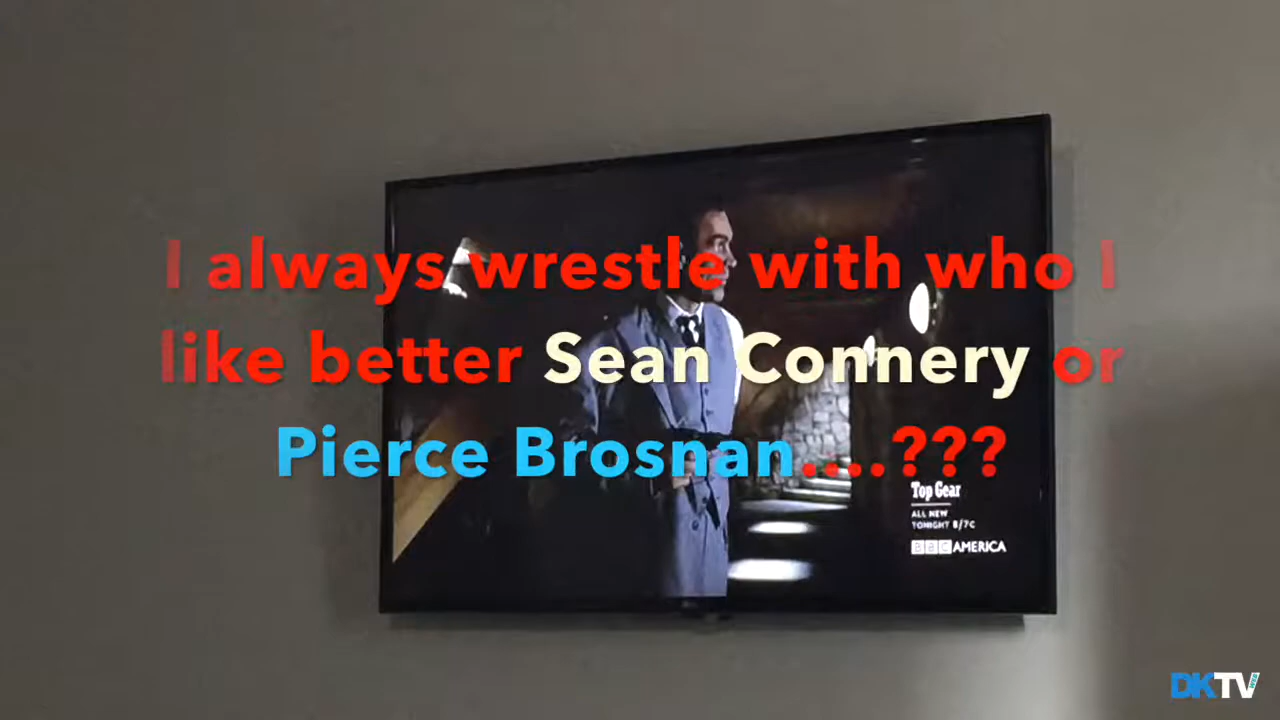 I always wrestle with who I
like better Sean Connery or
Pierce Brosnan....???
Top Gear
ALL NEW
TONIGHT 8/7C
BBC AMERICA
DKTV